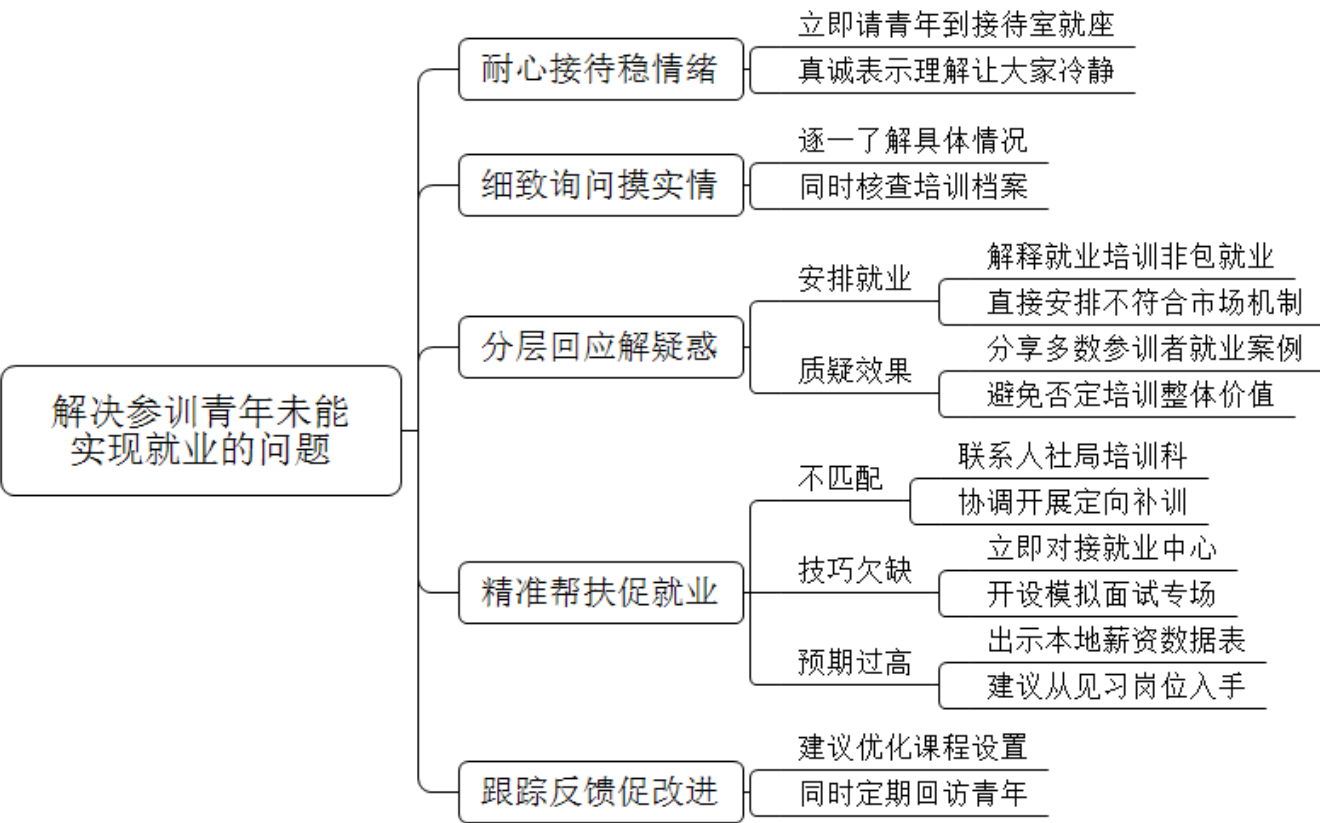 解决参训青年未能
实现就业的问题
耐心接待稳情绪
立即请青年到接待室就座
真诚表示理解让大家冷静
细致询问摸实情
逐一了解具体情况
同时核查培训档案
分层回应解疑惑
安排就业
解释就业培训非包就业
直接安排不符合市场机制
质疑效果
分享多数参训者就业案例
避免否定培训整体价值
精准帮扶促就业
不匹配
联系人社局培训科
协调开展定向补训
技巧欠缺
立即对接就业中心
开设模拟面试专场
预期过高
出示本地薪资数据表
建议从见习岗位入手
跟踪反馈促改进
建议优化课程设置
同时定期回访青年